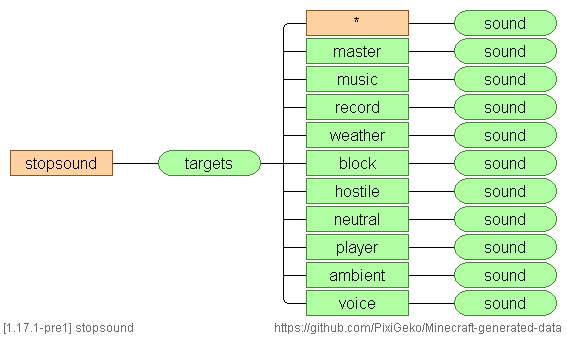 * sound
master sound
music sound
record sound
weather sound
stopsound targets block sound
hostile sound
neutral sound
player sound
ambient sound
voice sound
[1.17.1-pre1] stopsound https://github.com/PixiGeko/Minecraft-generated-data